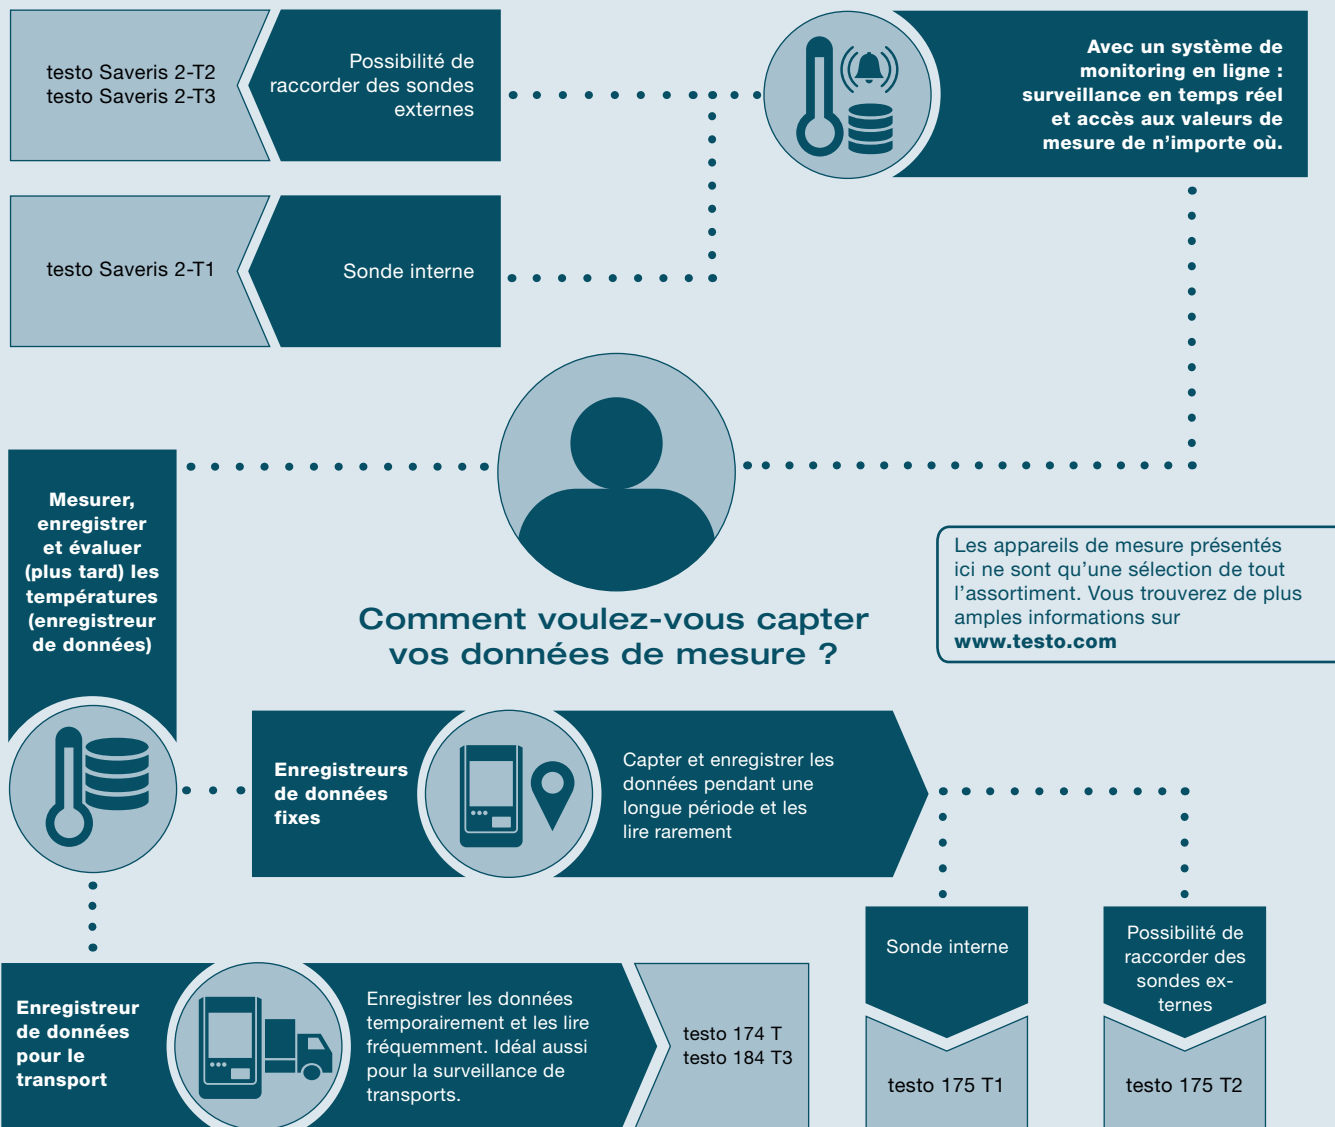 testo Saveris 2-T2
testo Saveris 2-T3
Possibilité de
raccorder des sondes
externes
Avec un système de
monitoring en ligne :
surveillance en temps réel
et accès aux valeurs de
mesure de n'importe où.
testo Saveris 2-T1
Sonde interne
Mesurer,
enregistrer
et évaluer
(plus tard) les
températures
(enregistreur
de données)
Comment voulez-vous capter
vos données de mesure ?
Les appareils de mesure présentés
ici ne sont qu'une sélection de tout
l'assortiment. Vous trouverez de plus
amples informations sur
www.testo.com
Enregistreurs
de données
fixes
Capter et enregistrer les
données pendant une
longue période et les
lire rarement
Enregistreur
de données
pour le
transport
Enregistrer les données
temporairement et les lire
fréquemment. Idéal aussi
pour la surveillance de
transports.
testo 174 T
testo 184 T3
Sonde interne
testo 175 T1
Possibilité de
raccorder des
sondes ex-
ternes
testo 175 T2